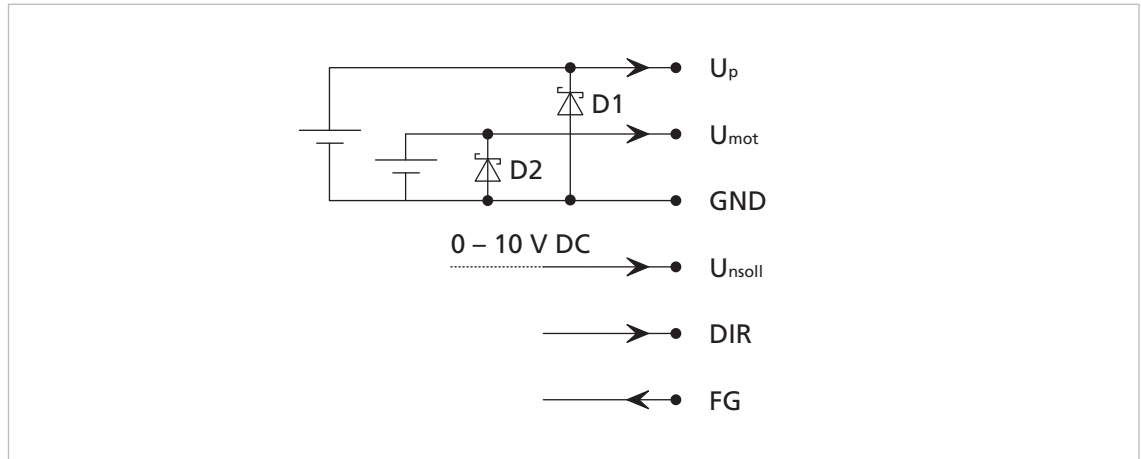 Up
D1
Umot
D2
GND
0 – 10 V DC
Unsoll
DIR
FG